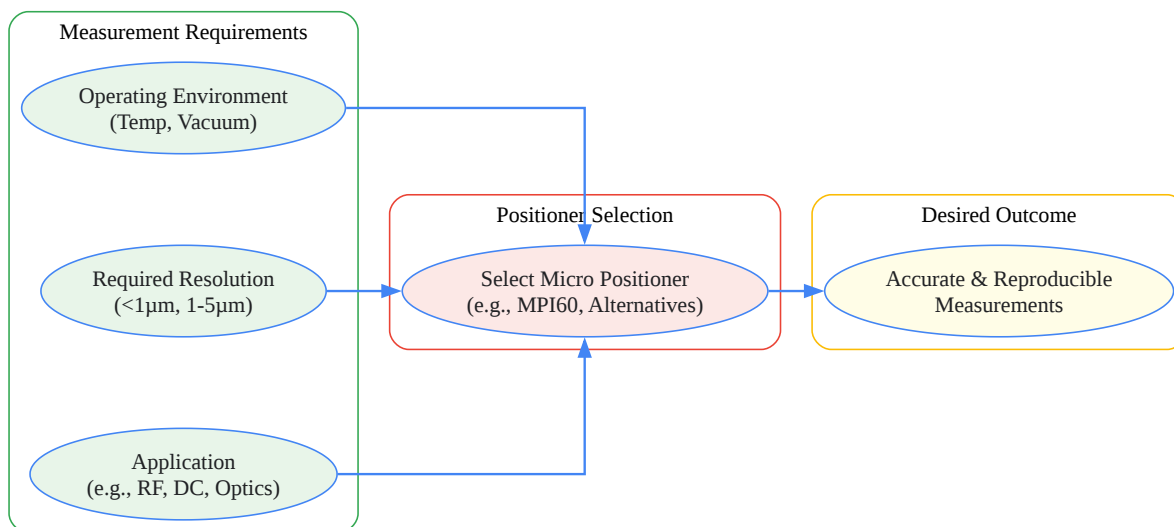 Measurement Requirements
Operating Environment
(Temp, Vacuum)
Required Resolution
(<1µm, 1-5µm)
Application
(e.g., RF, DC, Optics)
Positioner Selection
Select Micro Positioner
(e.g., MPI60, Alternatives)
Desired Outcome
Accurate & Reproducible
Measurements